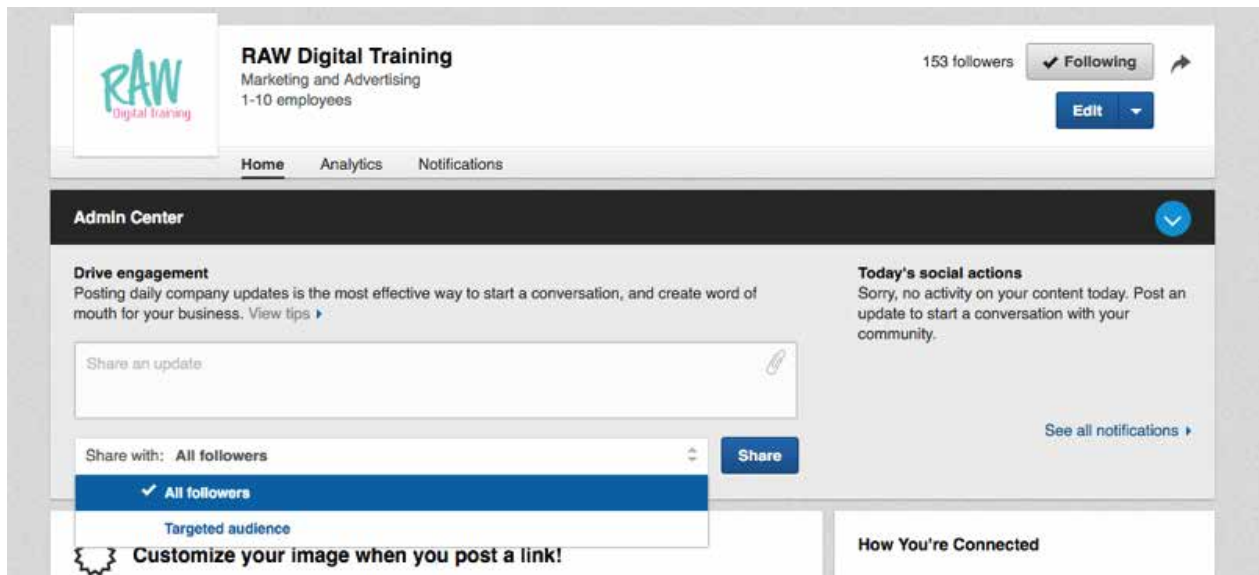 RAW
Digital Training
RAW Digital Training
Marketing and Advertising
1-10 employees
153 followers
Following
Edit
Home Analytics Notifications
Admin Center
Drive engagement
Posting daily company updates is the most effective way to start a conversation, and create word of
mouth for your business. View tips
Share an update
Share with: All followers
Share
All followers
Targeted audience
Today's social actions
Sorry, no activity on your content today. Post an
update to start a conversation with your
community.
See all notifications
Customize your image when you post a link!
How You're Connected